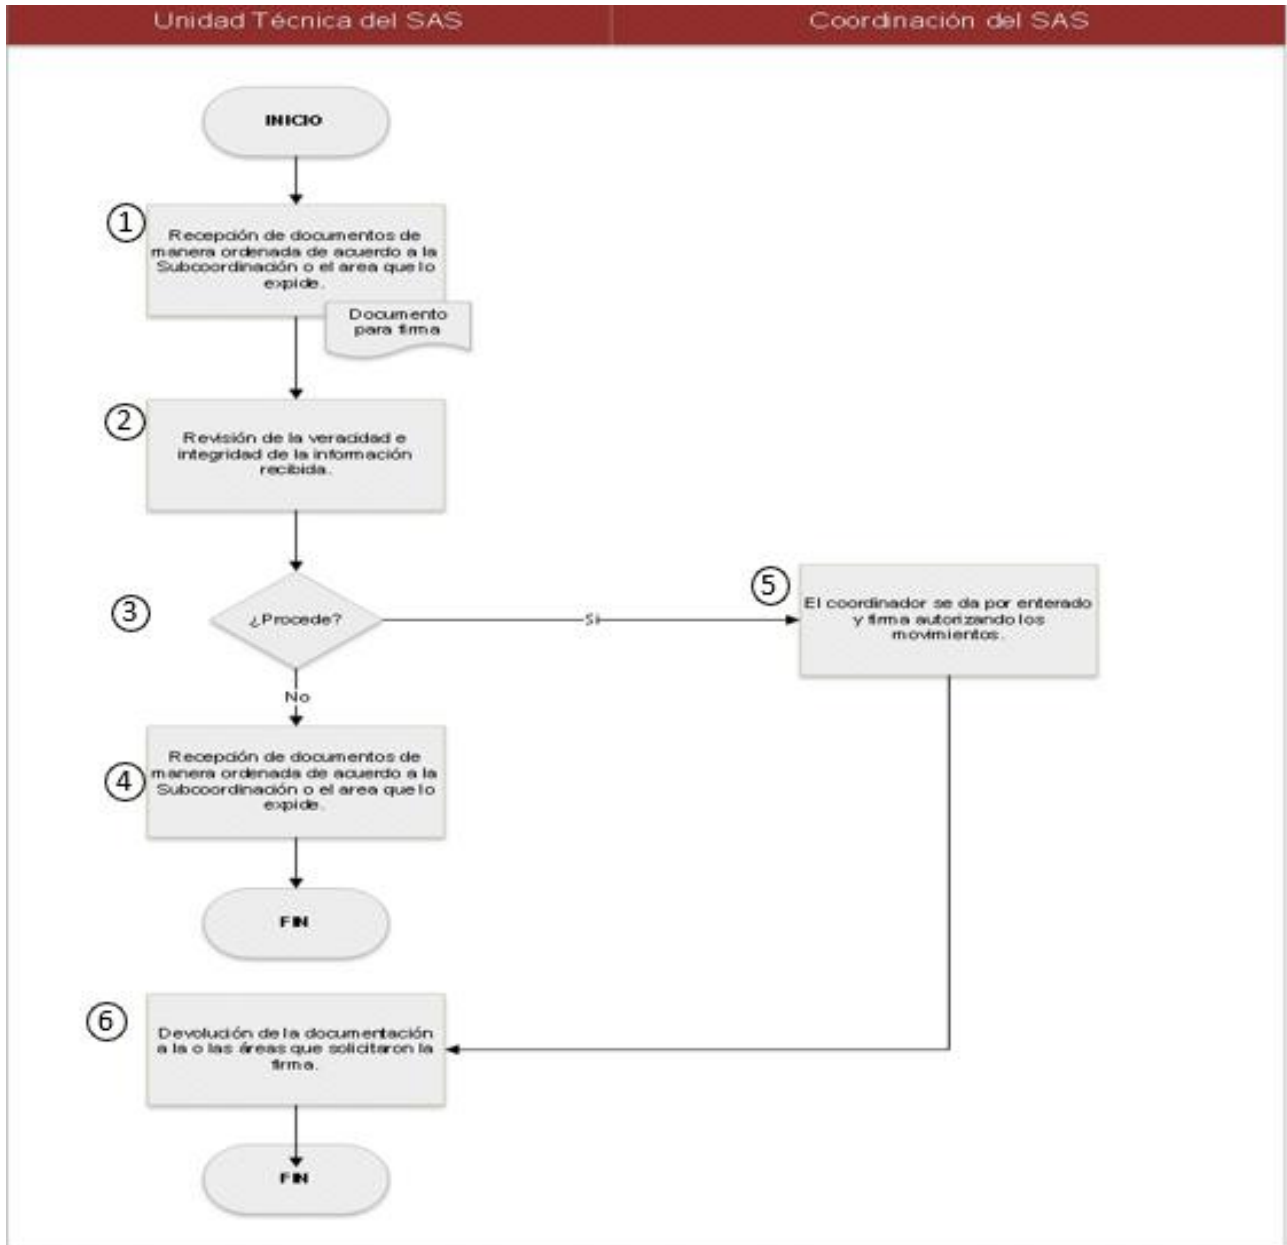 Unidad Técnica del SAS
Coordinación del SAS
INICIO
1
Recepción de documentos de
manera ordenada de acuerdo a la
Subcoordinación o el area que lo
expide.
Documento
para firma
2
Revisión de la veracidad e
integridad de la información
recibida.
3
¿Procede?
Si
5
El coordinador se da por enterado
y firma autorizando los
movimientos.
No
4
Recepción de documentos de
manera ordenada de acuerdo a la
Subcoordinación o el area que lo
expide.
FIN
6
Devolución de la documentación
a la o las áreas que solicitaron la
firma.
FIN